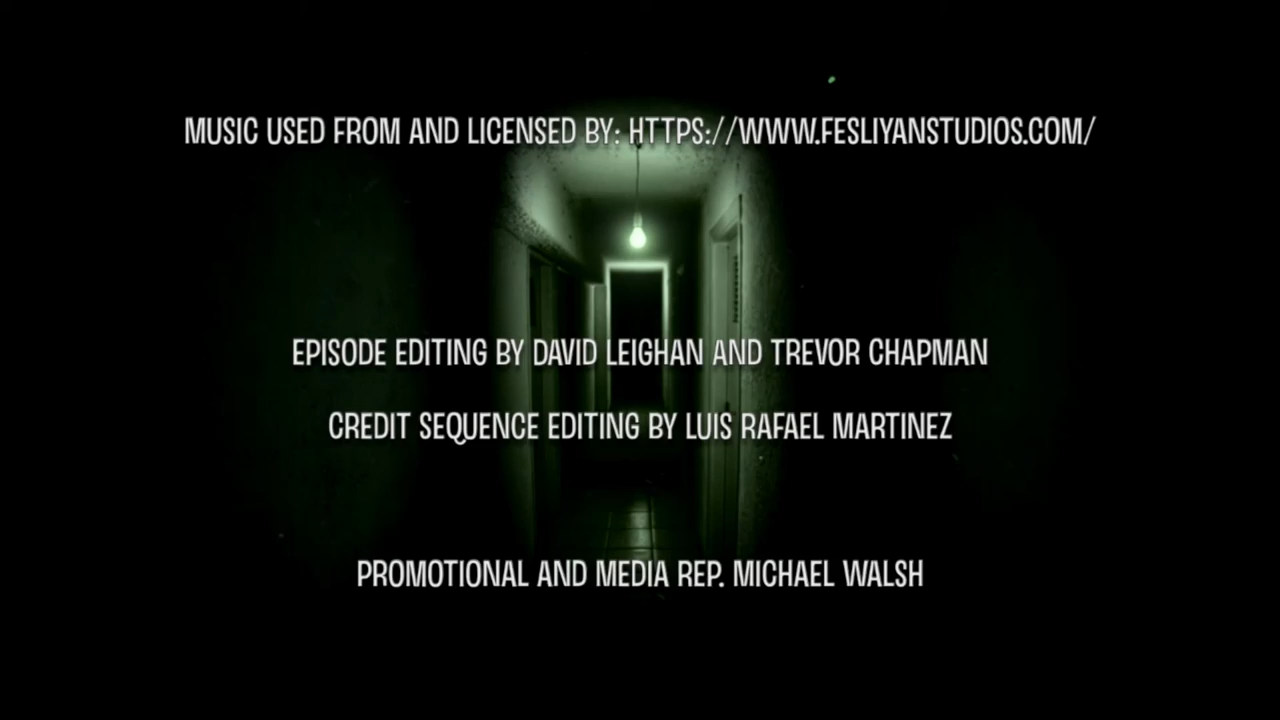 MUSIC USED FROM AND LICENSED BY: HTTPS://WWW.FESLIYANSTUDIOS.COM/
EPISODE EDITING BY DAVID LEIGHAN AND TREVOR CHAPMAN
CREDIT SEQUENCE EDITING BY LUIS RAFAEL MARTINEZ
PROMOTIONAL AND MEDIA REP. MICHAEL WALSH